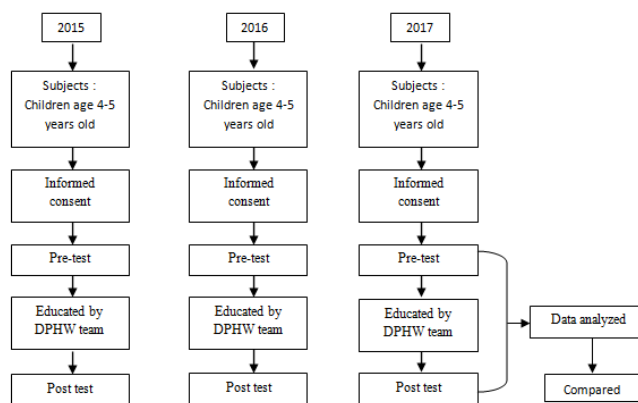 2015
Subjects :
Children age 4-5
years old
Informed
consent
Pre-test
Educated by
DPHW team
Post test
2016
Subjects :
Children age 4-5
years old
Informed
consent
Pre-test
Educated by
DPHW team
Post test
2017
Subjects :
Children age 4-5
years old
Informed
consent
Pre-test
Educated by
DPHW team
Post test
Data analyzed
Compared